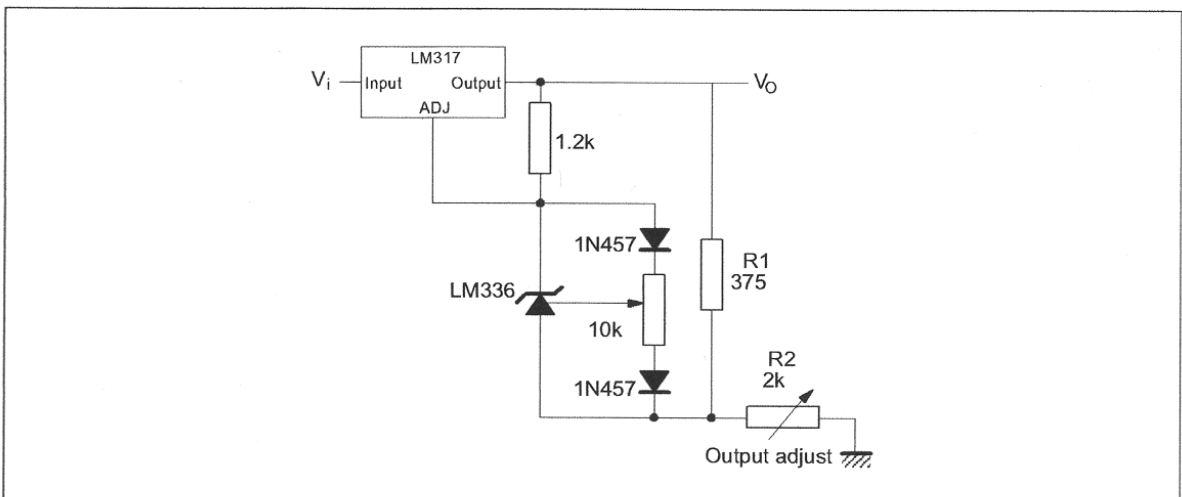 LM317
Vi
Input
Output
VO
ADJ
1.2k
1N457
LM336
R1
375
10k
1N457
R2
2k
Output adjust